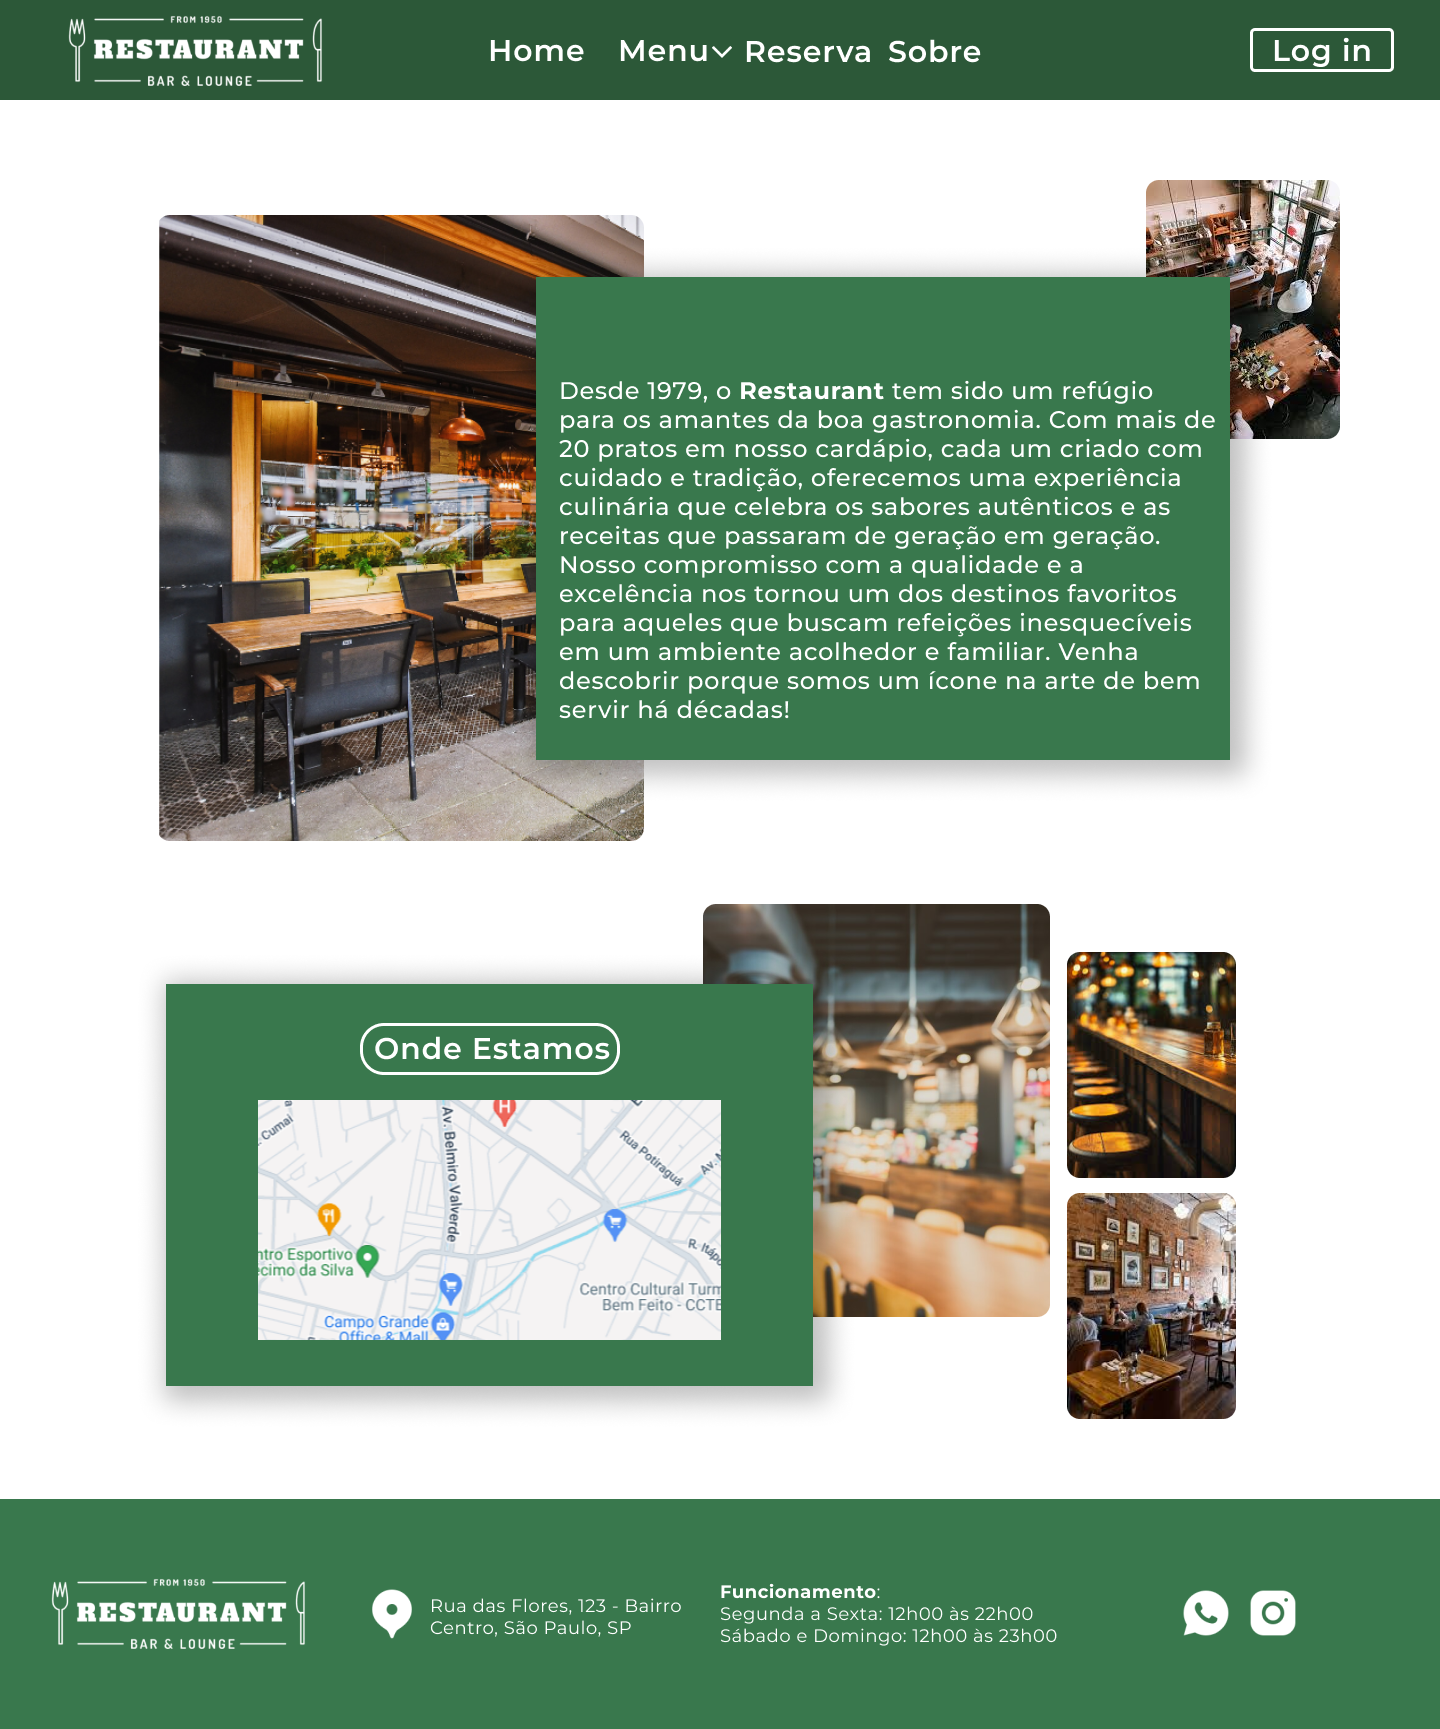 FROM 1950
RESTAURANT
BAR & LOUNGE
Home Menu Reserva Sobre
Log in
Desde 1979, o Restaurant tem sido um refúgio
para os amantes da boa gastronomia. Com mais de
20 pratos em nosso cardápio, cada um criado com
cuidado e tradição, oferecemos uma experiência
culinária que celebra os sabores autênticos e as
receitas que passaram de geração em geração.
Nosso compromisso com a qualidade e a
excelência nos tornou um dos destinos favoritos
para aqueles que buscam refeições inesquecíveis
em um ambiente acolhedor e familiar. Venha
descobrir porque somos um ícone na arte de bem
servir há décadas!
Onde Estamos
H
Cumai
Av. Belmiro Valverde
Rua Potiraguá
Av.
R. Itápo
ntro Esportivo
ecimo da Silva
Centro Cultural Turm
Bem Feito - CCTE
Campo Grande
Office & Mall
FROM 1950
RESTAURANT
BAR & LOUNGE
Rua das Flores, 123 - Bairro
Centro, São Paulo, SP
Funcionamento:
Segunda a Sexta: 12h00 às 22h00
Sábado e Domingo: 12h00 às 23h00